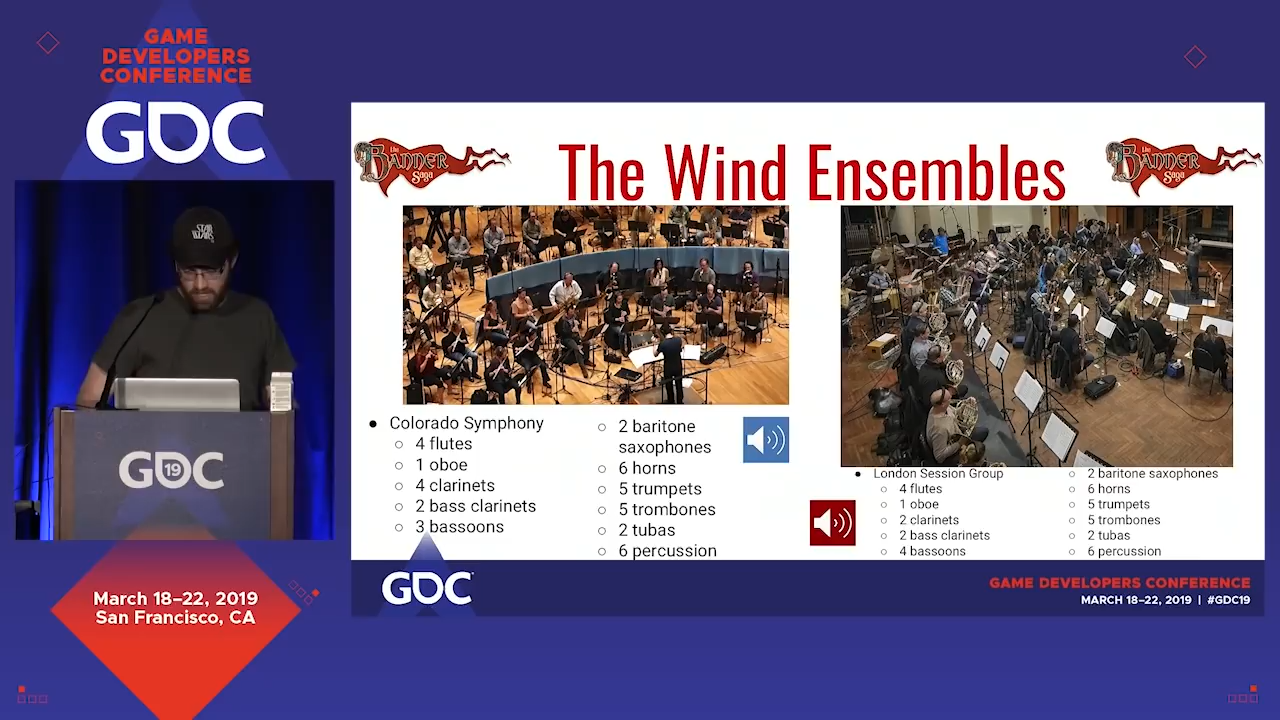 GAME
DEVELOPERS
CONFERENCE
GDC
STAR
WARS
GDC
19
March 18–22, 2019
San Francisco, CA
the
BANNER
Saga
The Wind Ensembles
the
BANNER
Saga
● Colorado Symphony
○ 4 flutes
○ 1 oboe
○ 4 clarinets
○ 2 bass clarinets
○ 3 bassoons
○ 2 baritone
saxophones
○ 6 horns
○ 5 trumpets
○ 5 trombones
○ 2 tubas
○ 6 percussion
● London Session Group
○ 4 flutes
○ 1 oboe
○ 2 clarinets
○ 2 bass clarinets
○ 4 bassoons
○ 2 baritone saxophones
○ 6 horns
○ 5 trumpets
○ 5 trombones
○ 2 tubas
○ 6 percussion
GDC
GAME DEVELOPERS CONFERENCE
MARCH 18–22, 2019 | #GDC19